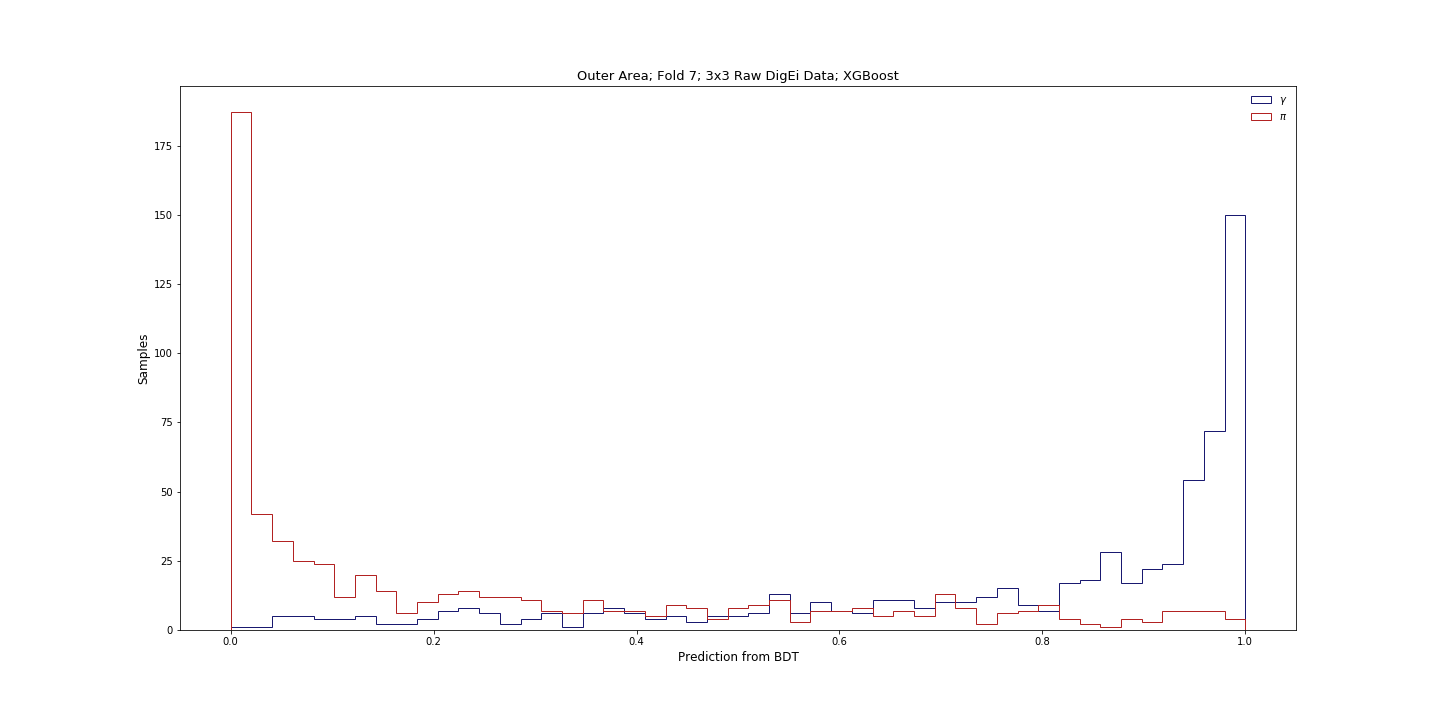 Outer Area; Fold 7; 3x3 Raw DigEi Data; XGBoost
γ
π
175
150
125
100
75
50
25
0
Samples
0.0 0.2 0.4 0.6 0.8 1.0
Prediction from BDT